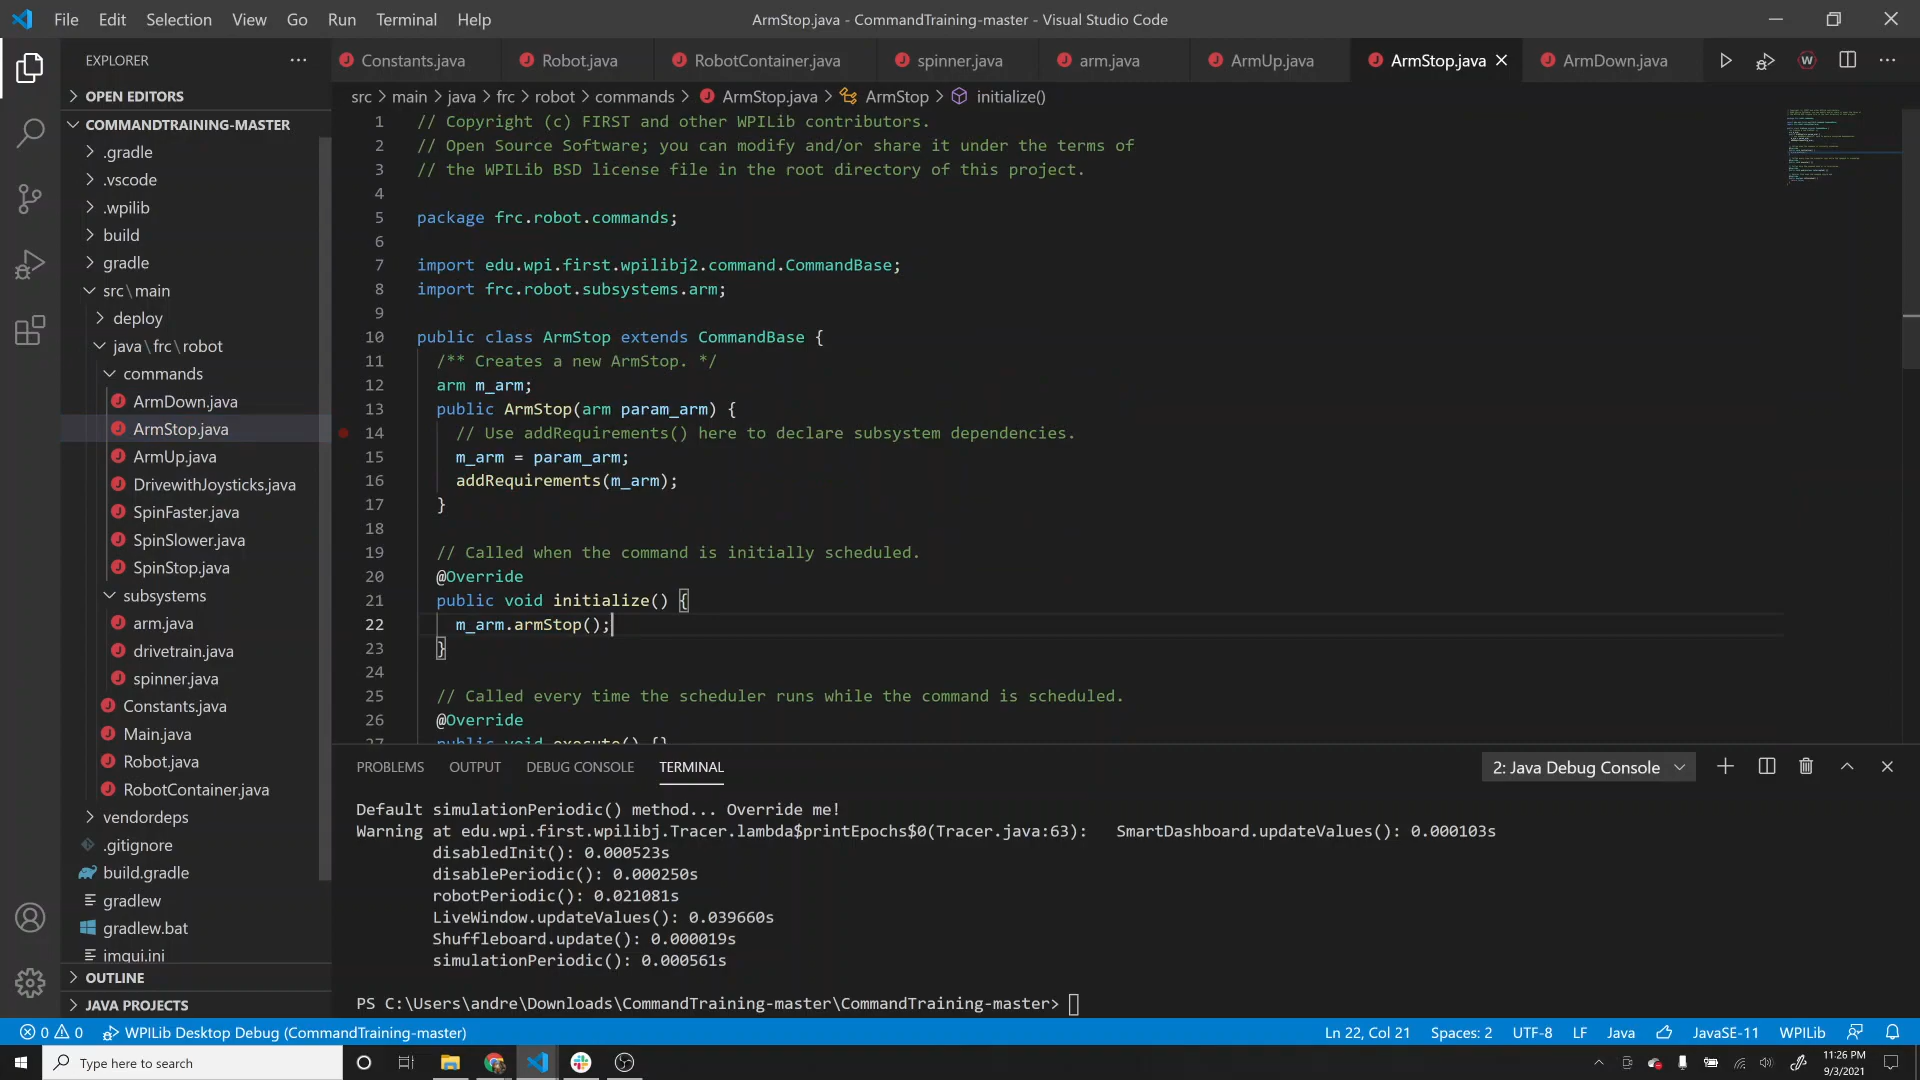 File Edit Selection View Go Run Terminal Help
ArmStop.java - CommandTraining-master - Visual Studio Code
EXPLORER
Constants.java Robot.java RobotContainer.java spinner.java arm.java ArmUp.java ArmStop.java ArmDown.java
src > main > java > frc > robot > commands > ArmStop.java > ArmStop > initialize()
OPEN EDITORS
COMMANDTRAINING-MASTER
.gradle
.vscode
.wpilib
build
gradle
src\main
deploy
java\frc\robot
commands
ArmDown.java
ArmStop.java
ArmUp.java
DrivewithJoysticks.java
SpinFaster.java
SpinSlower.java
SpinStop.java
subsystems
arm.java
drivetrain.java
spinner.java
Constants.java
Main.java
Robot.java
RobotContainer.java
vendordeps
.gitignore
build.gradle
gradlew
gradlew.bat
imgui.ini
OUTLINE
JAVA PROJECTS
1 // Copyright (c) FIRST and other WPILib contributors.
2 // Open Source Software; you can modify and/or share it under the terms of
3 // the WPILib BSD license file in the root directory of this project.
4
5 package frc.robot.commands;
6
7 import edu.wpi.first.wpilibj2.command.CommandBase;
8 import frc.robot.subsystems.arm;
9
10 public class ArmStop extends CommandBase {
11 /** Creates a new ArmStop. */
12 arm m_arm;
13 public ArmStop(arm param_arm) {
14 // Use addRequirements() here to declare subsystem dependencies.
15 m_arm = param_arm;
16 addRequirements(m_arm);
17 }
18
19 // Called when the command is initially scheduled.
20 @Override
21 public void initialize() {
22 m_arm.armStop();
23 }
24
25 // Called every time the scheduler runs while the command is scheduled.
26 @Override
27 public void execute() {}
PROBLEMS OUTPUT DEBUG CONSOLE TERMINAL
2: Java Debug Console
Default simulationPeriodic() method... Override me!
Warning at edu.wpi.first.wpilibj.Tracer.lambda$printEpochs$0(Tracer.java:63): SmartDashboard.updateValues(): 0.000103s
disabledInit(): 0.000523s
disablePeriodic(): 0.000250s
robotPeriodic(): 0.021081s
LiveWindow.updateValues(): 0.039660s
Shuffleboard.update(): 0.000019s
simulationPeriodic(): 0.000561s
PS C:\Users\andre\Downloads\CommandTraining-master\CommandTraining-master>
0 0 WPILib Desktop Debug (CommandTraining-master)
Ln 22, Col 21 Spaces: 2 UTF-8 LF Java JavaSE-11 WPILib
Type here to search
11:26 PM
9/3/2021